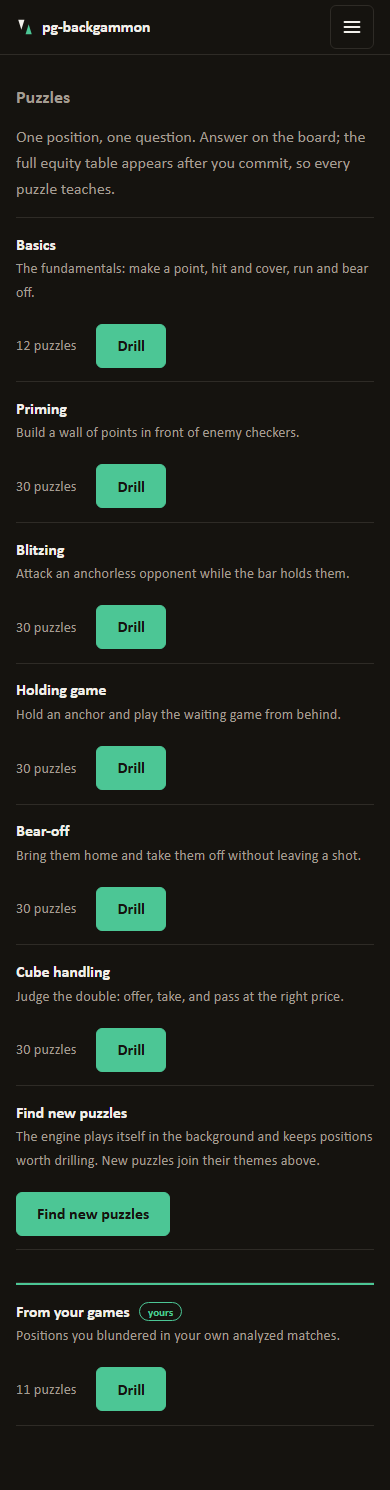 pg-backgammon
Puzzles
One position, one question. Answer on the board; the
full equity table appears after you commit, so every
puzzle teaches.
Basics
The fundamentals: make a point, hit and cover, run and bear
off.
12 puzzles Drill
Priming
Build a wall of points in front of enemy checkers.
30 puzzles Drill
Blitzing
Attack an anchorless opponent while the bar holds them.
30 puzzles Drill
Holding game
Hold an anchor and play the waiting game from behind.
30 puzzles Drill
Bear-off
Bring them home and take them off without leaving a shot.
30 puzzles Drill
Cube handling
Judge the double: offer, take, and pass at the right price.
30 puzzles Drill
Find new puzzles
The engine plays itself in the background and keeps positions
worth drilling. New puzzles join their themes above.
Find new puzzles
From your games yours
Positions you blundered in your own analyzed matches.
11 puzzles Drill